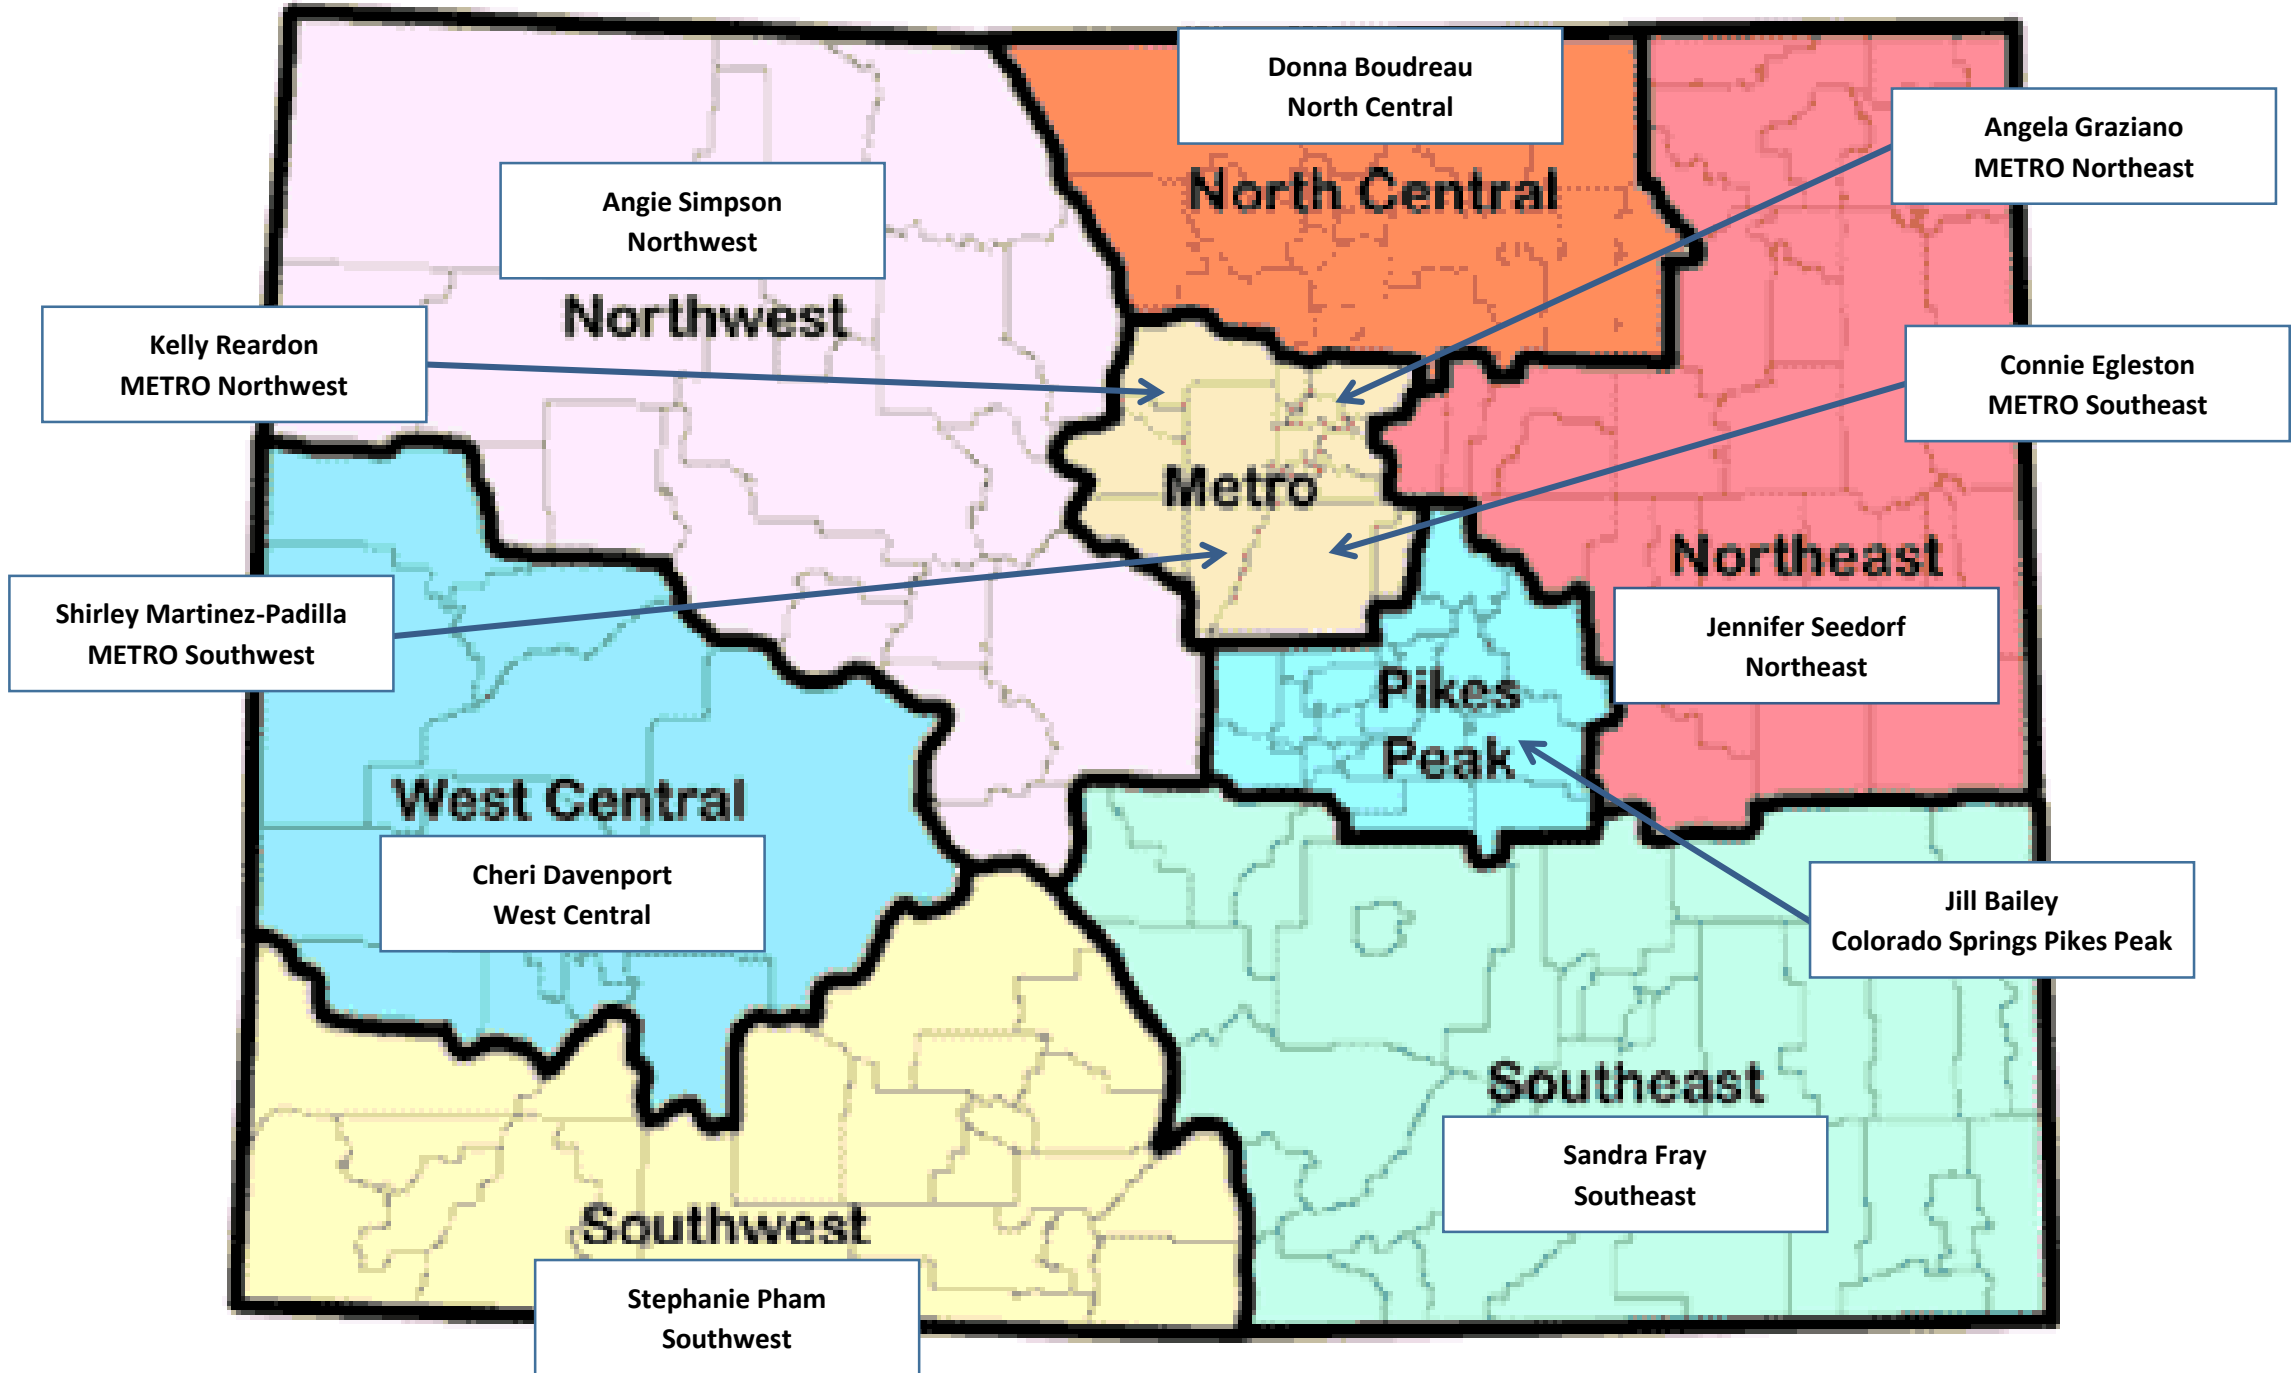 Donna Boudreau
North Central
North Central
Angela Graziano
METRO Northeast
Angie Simpson
Northwest
Northwest
Kelly Reardon
METRO Northwest
Connie Egleston
METRO Southeast
Metro
Northeast
Jennifer Seedorf
Northeast
Shirley Martinez-Padilla
METRO Southwest
Pikes
Peak
West Central
Cheri Davenport
West Central
Jill Bailey
Colorado Springs Pikes Peak
Southeast
Sandra Fray
Southeast
Southwest
Stephanie Pham
Southwest